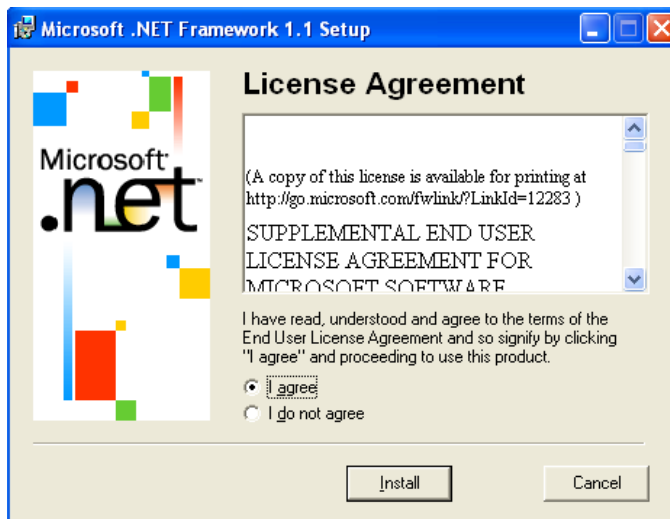 Microsoft .NET Framework 1.1 Setup
Microsoft
.net
License Agreement
(A copy of this license is available for printing at
http://go.microsoft.com/fwlink/?LinkId=12283 )
SUPPLEMENTAL END USER
LICENSE AGREEMENT FOR
MICROSOFT SOFTWARE
I have read, understood and agree to the terms of the
End User License Agreement and so signify by clicking
"I agree" and proceeding to use this product.
I agree
I do not agree
Install
Cancel